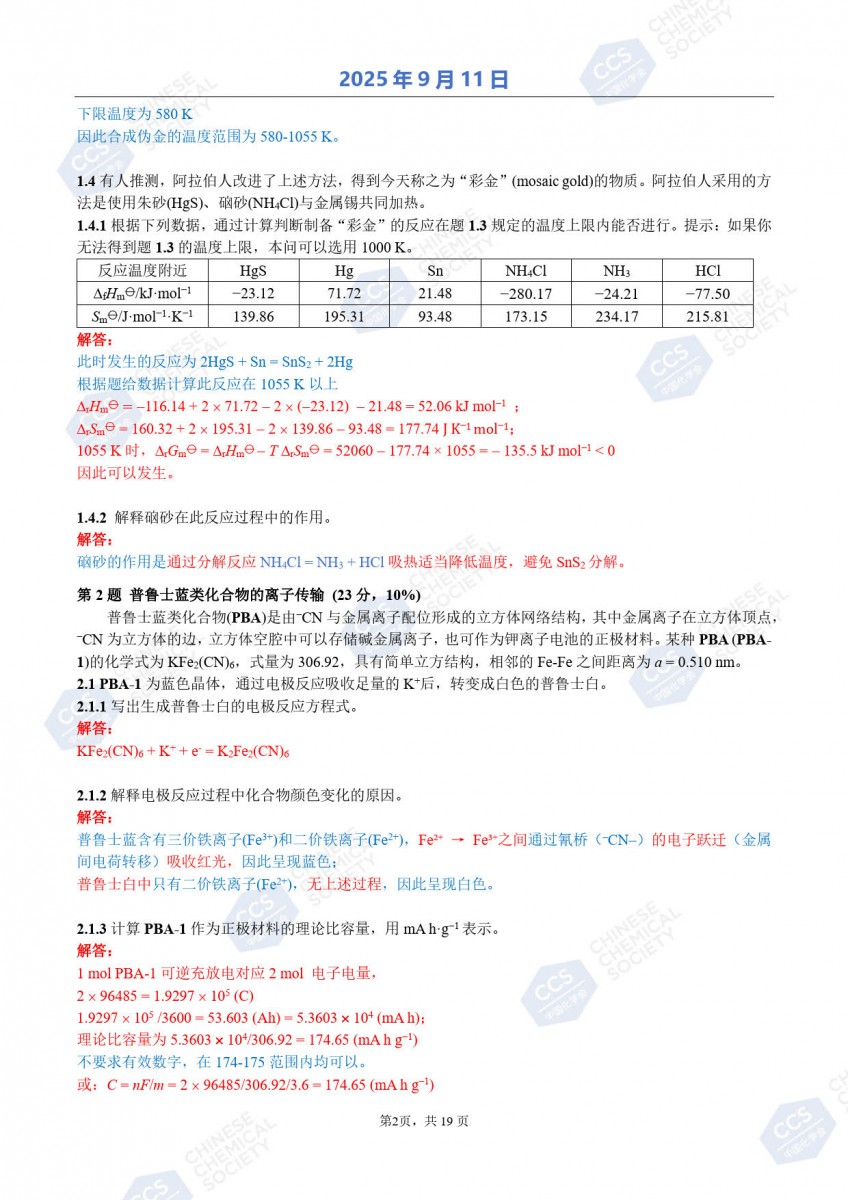 2025 年 9 月 11 日
下限温度为 580 K
因此合成伪金的温度范围为 580-1055 K。
1.4 有人推测，阿拉伯人改进了上述方法，得到今天称之为“彩金”(mosaic gold)的物质。阿拉伯人采用的方
法是使用朱砂(HgS)、硇砂(NH₄Cl)与金属锡共同加热。
1.4.1 根据下列数据，通过计算判断制备“彩金”的反应在题 1.3 规定的温度上限内能否进行。提示：如果你
无法得到题 1.3 的温度上限，本问可以选用 1000 K。
反应温度附近 HgS Hg Sn NH₄Cl NH₃ HCl
ΔfHm⊖/kJ·mol⁻¹ −23.12 71.72 21.48 −280.17 −24.21 −77.50
Sm⊖/J·mol⁻¹·K⁻¹ 139.86 195.31 93.48 173.15 234.17 215.81
解答：
此时发生的反应为 2HgS + Sn = SnS₂ + 2Hg
根据题给数据计算此反应在 1055 K 以上
ΔrHm⊖ = −116.14 + 2 × 71.72 – 2 × (–23.12) – 21.48 = 52.06 kJ mol⁻¹ ；
ΔrSm⊖ = 160.32 + 2 × 195.31 – 2 × 139.86 – 93.48 = 177.74 J K⁻¹ mol⁻¹；
1055 K 时，ΔrGm⊖ = ΔrHm⊖ – T ΔrSm⊖ = 52060 – 177.74 × 1055 = – 135.5 kJ mol⁻¹ < 0
因此可以发生。
1.4.2 解释硇砂在此反应过程中的作用。
解答：
硇砂的作用是通过分解反应 NH₄Cl = NH₃ + HCl 吸热适当降低温度，避免 SnS₂ 分解。
第 2 题 普鲁士蓝类化合物的离子传输 (23 分，10%)
普鲁士蓝类化合物(PBA)是由⁻CN 与金属离子配位形成的立方体网络结构，其中金属离子在立方体顶点，
⁻CN 为立方体的边，立方体空腔中可以存储碱金属离子，也可作为钾离子电池的正极材料。某种 PBA (PBA-
1)的化学式为 KFe₂(CN)₆，式量为 306.92，具有简单立方结构，相邻的 Fe-Fe 之间距离为 a = 0.510 nm。
2.1 PBA-1 为蓝色晶体，通过电极反应吸收足量的 K⁺后，转变成白色的普鲁士白。
2.1.1 写出生成普鲁士白的电极反应方程式。
解答：
KFe₂(CN)₆ + K⁺ + e⁻ = K₂Fe₂(CN)₆
2.1.2 解释电极反应过程中化合物颜色变化的原因。
解答：
普鲁士蓝含有三价铁离子(Fe³⁺)和二价铁离子(Fe²⁺)，Fe²⁺ → Fe³⁺之间通过氰桥（⁻CN–）的电子跃迁（金属
间电荷转移）吸收红光，因此呈现蓝色；
普鲁士白中只有二价铁离子(Fe²⁺)，无上述过程，因此呈现白色。
2.1.3 计算 PBA-1 作为正极材料的理论比容量，用 mA h·g⁻¹ 表示。
解答：
1 mol PBA-1 可逆充放电对应 2 mol 电子电量，
2 × 96485 = 1.9297 × 10⁵ (C)
1.9297 × 10⁵ /3600 = 53.603 (Ah) = 5.3603 × 10⁴ (mA h)；
理论比容量为 5.3603 × 10⁴/306.92 = 174.65 (mA h g⁻¹)
不要求有效数字，在 174-175 范围内均可以。
或：C = nF/m = 2 × 96485/306.92/3.6 = 174.65 (mA h g⁻¹)
第2页，共 19 页
CCS
中国化学会
CHINESE
CHEMICAL
SOCIETY